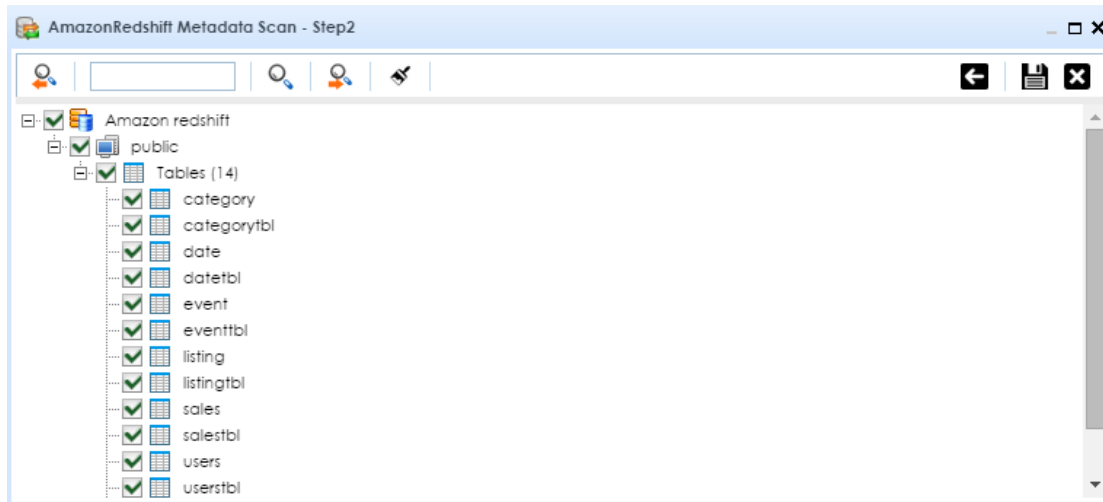 AmazonRedshift Metadata Scan - Step2
Amazon redshift
public
Tables (14)
category
categorytbl
date
datetbl
event
eventtbl
listing
listingtbl
sales
salestbl
users
userstbl